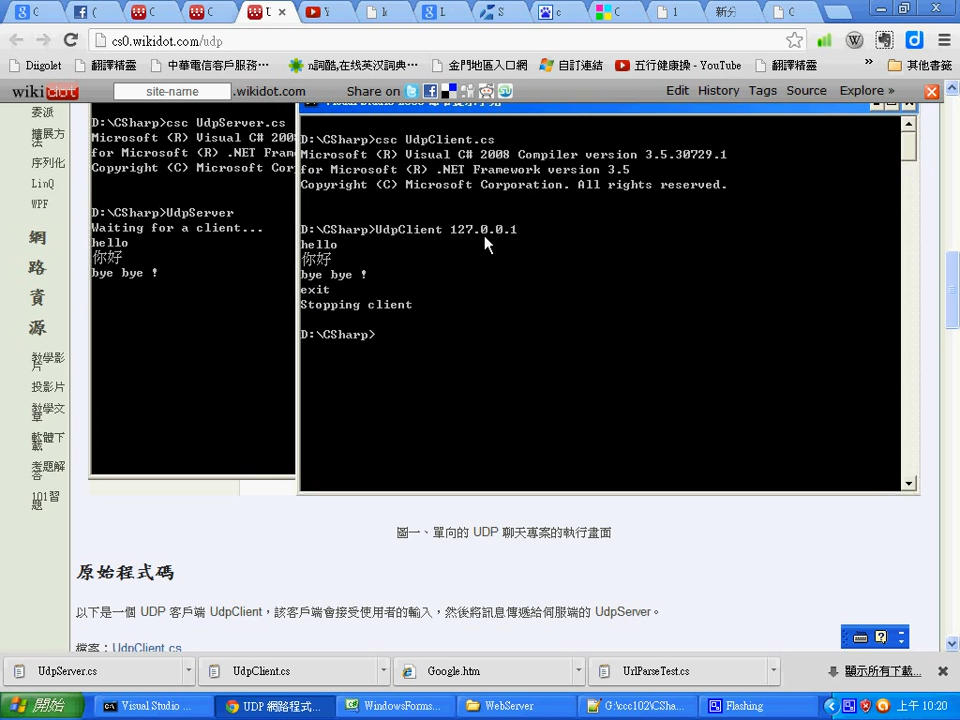 cs0.wikidot.com/udp
Diigolet
翻譯精靈
中華電信客戶服務…
n詞酷,在线英汉词典…
金門地區入口網
自訂連結
五行健康操 - YouTube
翻譯精靈
»
其他書籤
wikidot
site-name
.wikidot.com
Share on
Edit
History
Tags
Source
Explore »
委派
擴展方法
序列化
LinQ
WPF
網
路
資
源
教學影片
投影片
教學文章
軟體下載
考題解答
101習題
D:\CSharp>csc UdpServer.cs
Microsoft (R) Visual C# 200
for Microsoft (R) .NET Fram
Copyright (C) Microsoft Cor
D:\CSharp>UdpServer
Waiting for a client...
hello
你好
bye bye !
D:\CSharp>csc UdpClient.cs
Microsoft (R) Visual C# 2008 Compiler version 3.5.30729.1
for Microsoft (R) .NET Framework version 3.5
Copyright (C) Microsoft Corporation. All rights reserved.
D:\CSharp>UdpClient 127.0.0.1
hello
你好
bye bye !
exit
Stopping client
D:\CSharp>
圖一、單向的 UDP 聊天專案的執行畫面
原始程式碼
以下是一個 UDP 客戶端 UdpClient，該客戶端會接受使用者的輸入，然後將訊息傳遞給伺服端的 UdpServer。
檔案：UdpClient.cs
UdpServer.cs
UdpClient.cs
Google.htm
UrlParseTest.cs
顯示所有下載...
開始
Visual Studio ...
UDP 網路程式...
WindowsForms...
WebServer
G:\ccc102\CSha...
Flashing
上午 10:20